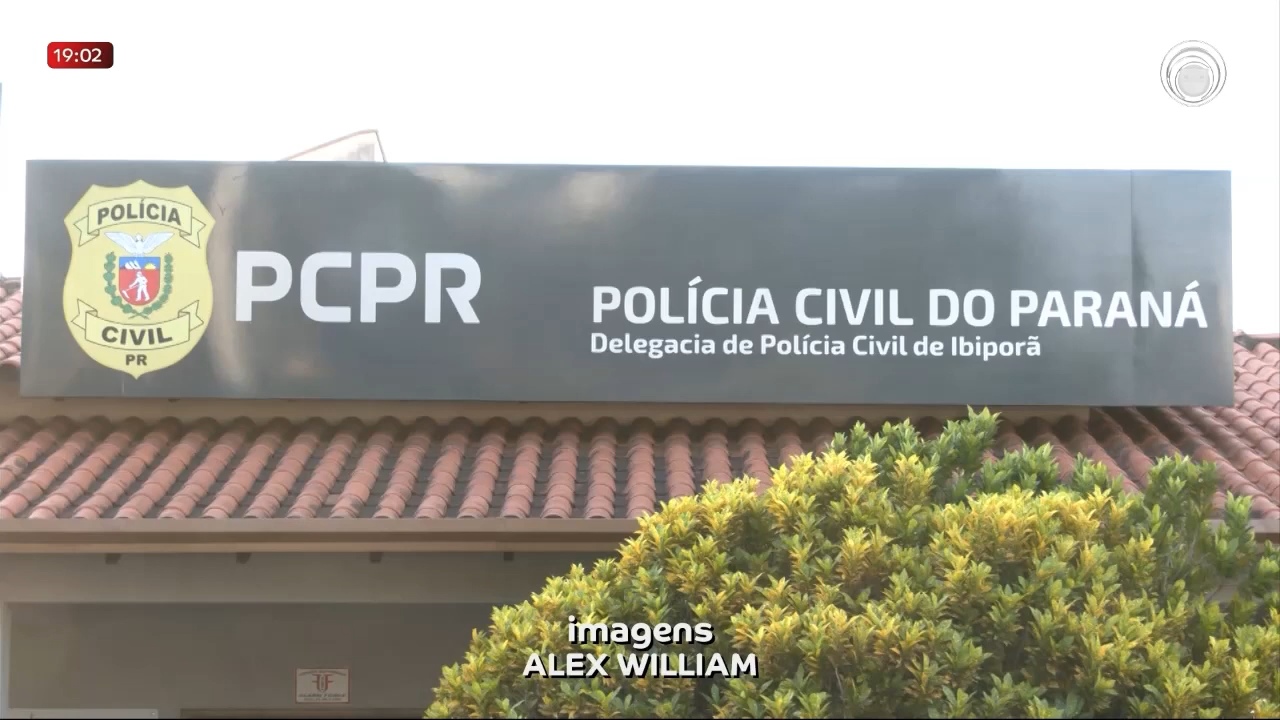 19:02
POLÍCIA
CIVIL
PR
PCPR
POLÍCIA CIVIL DO PARANÁ
Delegacia de Polícia Civil de Ibiporã
imagens
ALEX WILLIAM